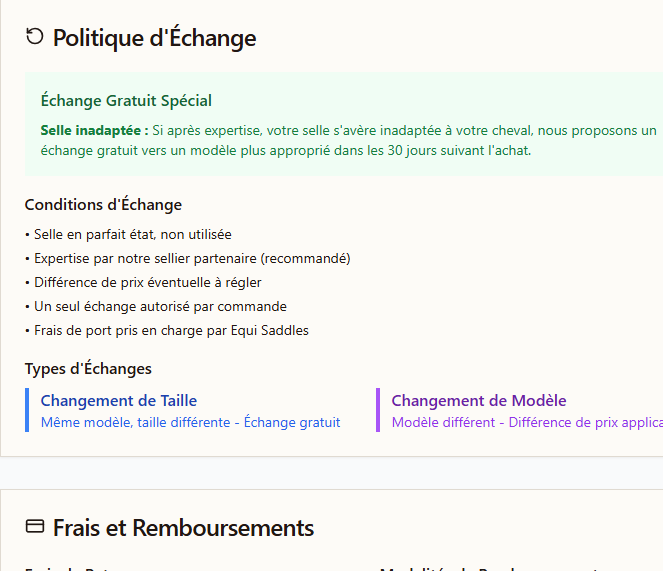 Politique d'Échange
Échange Gratuit Spécial
Selle inadaptée : Si après expertise, votre selle s'avère inadaptée à votre cheval, nous proposons un
échange gratuit vers un modèle plus approprié dans les 30 jours suivant l'achat.
Conditions d'Échange
• Selle en parfait état, non utilisée
• Expertise par notre sellier partenaire (recommandé)
• Différence de prix éventuelle à régler
• Un seul échange autorisé par commande
• Frais de port pris en charge par Equi Saddles
Types d'Échanges
Changement de Taille
Même modèle, taille différente - Échange gratuit
Changement de Modèle
Modèle différent - Différence de prix applica
Frais et Remboursements